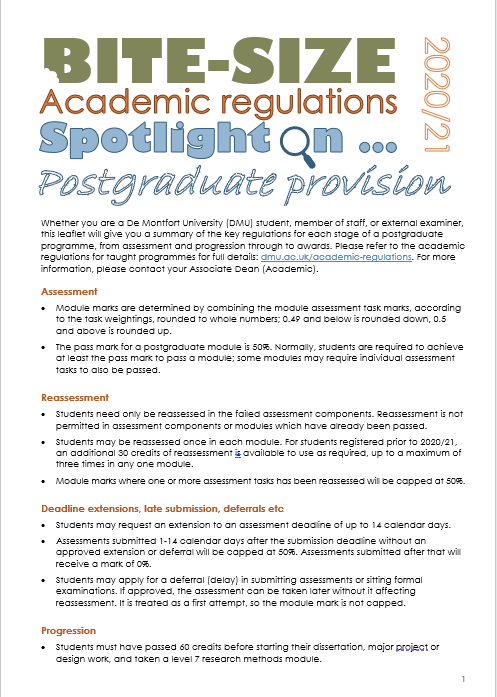 BITE-SIZE
2020/21
Academic regulations
Spotlight on ...
Postgraduate provision
Whether you are a De Montfort University (DMU) student, member of staff, or external examiner,
this leaflet will give you a summary of the key regulations for each stage of a postgraduate
programme, from assessment and progression through to awards. Please refer to the academic
regulations for taught programmes for full details: dmu.ac.uk/academic-regulations. For more
information, please contact your Associate Dean (Academic).
Assessment
• Module marks are determined by combining the module assessment task marks, according
to the task weightings, rounded to whole numbers; 0.49 and below is rounded down, 0.5
and above is rounded up.
• The pass mark for a postgraduate module is 50%. Normally, students are required to achieve
at least the pass mark to pass a module; some modules may require individual assessment
tasks to also be passed.
Reassessment
• Students need only be reassessed in the failed assessment components. Reassessment is not
permitted in assessment components or modules which have already been passed.
• Students may be reassessed once in each module. For students registered prior to 2020/21,
an additional 30 credits of reassessment is available to use as required, up to a maximum of
three times in any one module.
• Module marks where one or more assessment tasks has been reassessed will be capped at 50%.
Deadline extensions, late submission, deferrals etc
• Students may request an extension to an assessment deadline of up to 14 calendar days.
• Assessments submitted 1-14 calendar days after the submission deadline without an
approved extension or deferral will be capped at 50%. Assessments submitted after that will
receive a mark of 0%.
• Students may apply for a deferral (delay) in submitting assessments or sitting formal
examinations. If approved, the assessment can be taken later without it affecting
reassessment. It is treated as a first attempt, so the module mark is not capped.
Progression
• Students must have passed 60 credits before starting their dissertation, major project or
design work, and taken a level 7 research methods module.
1